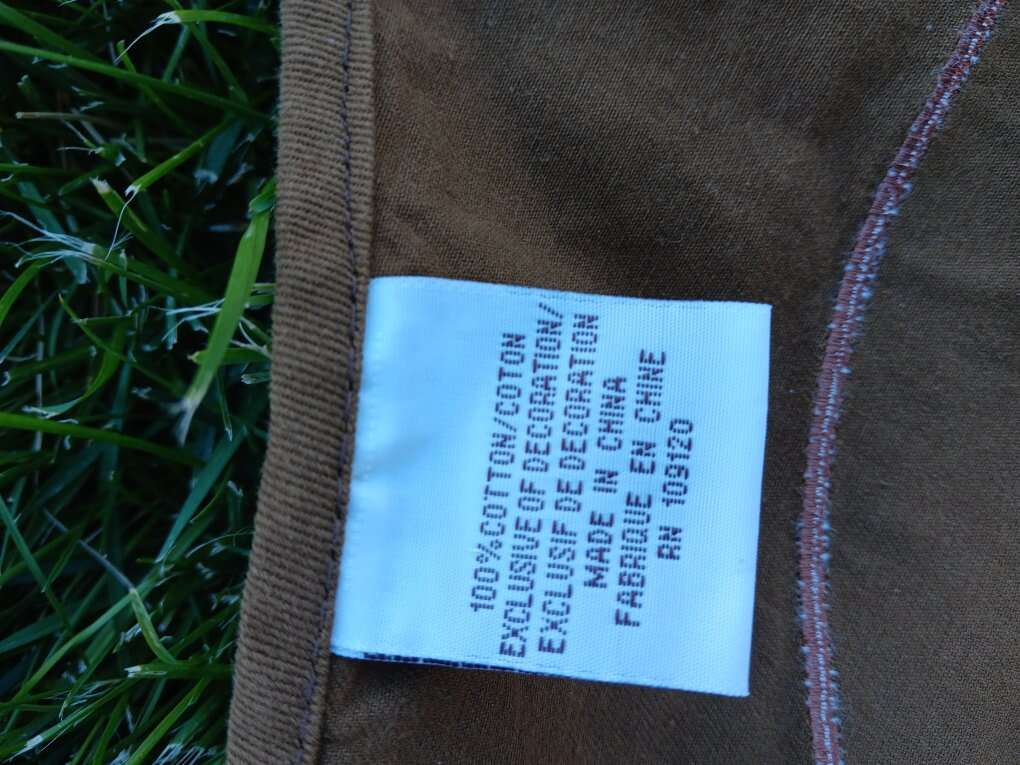 100%COTTON/COTON
EXCLUSIVE OF DECORATION/
EXCLUSIF DE DECORATION
MADE IN CHINA
FABRIQUE EN CHINE
RN 109120